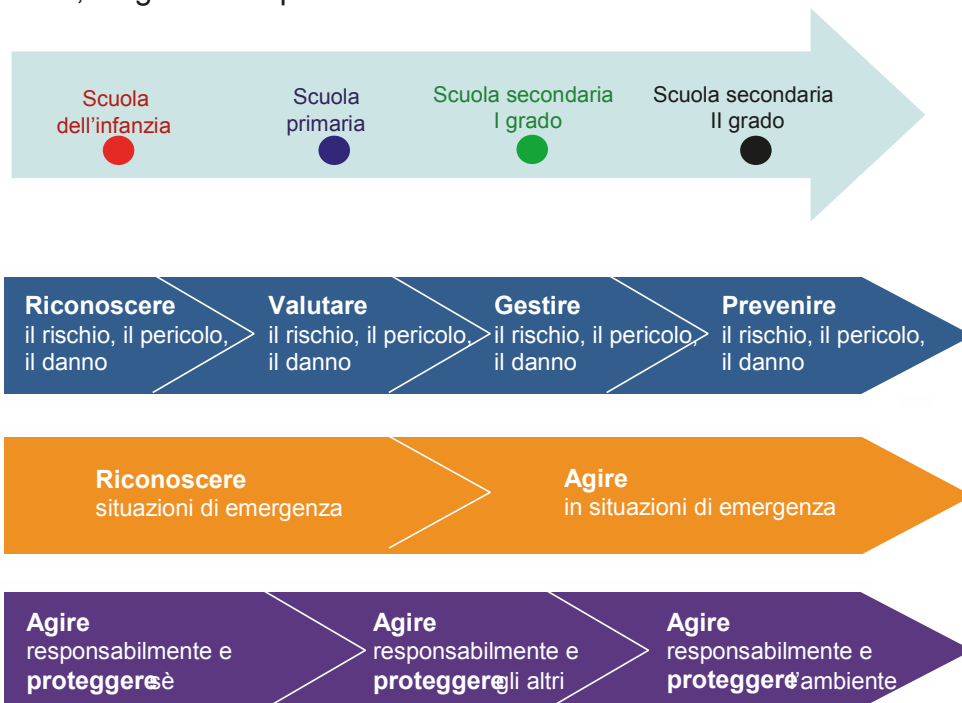 Scuola
dell'infanzia
Scuola
primaria
Scuola secondaria
I grado
Scuola secondaria
II grado
Riconoscere
il rischio, il pericolo,
il danno
Valutare
il rischio, il pericolo,
il danno
Gestire
il rischio, il pericolo,
il danno
Prevenire
il rischio, il pericolo,
il danno
Riconoscere
situazioni di emergenza
Agire
in situazioni di emergenza
Agire
responsabilmente e
proteggere sè
Agire
responsabilmente e
proteggere gli altri
Agire
responsabilmente e
proteggere l'ambiente